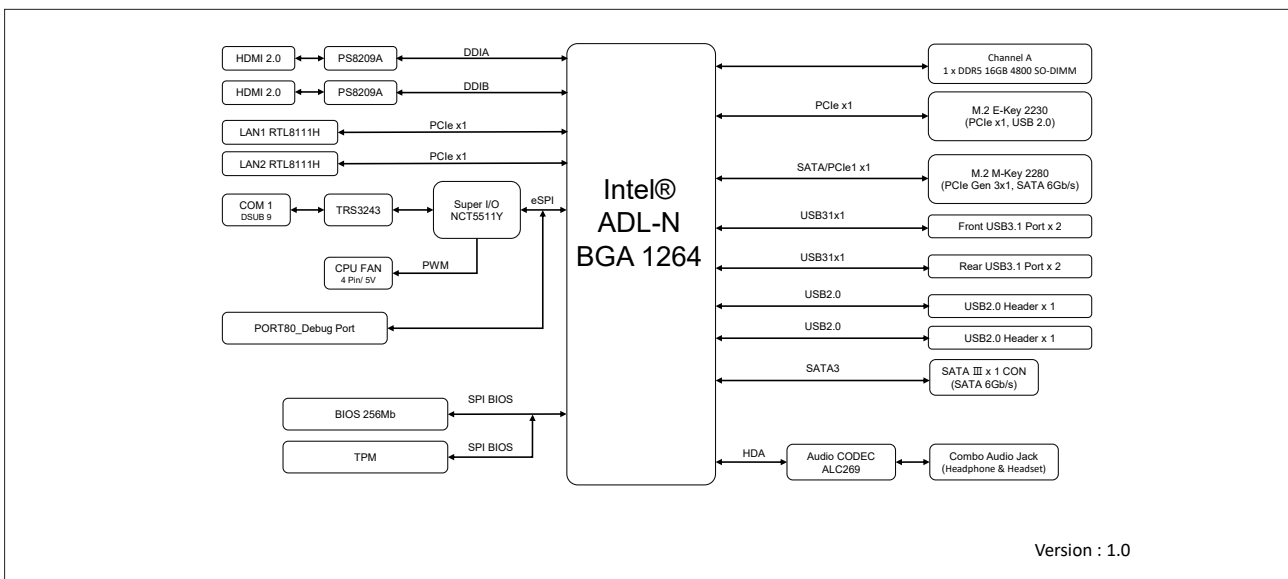 HDMI 2.0
PS8209A
DDIA
HDMI 2.0
PS8209A
DDIB
LAN1 RTL8111H
PCIe x1
LAN2 RTL8111H
PCIe x1
COM 1
DSUB 9
TRS3243
Super I/O
NCT5511Y
eSPI
CPU FAN
4 Pin/ 5V
PWM
PORT80_Debug Port
BIOS 256Mb
SPI BIOS
TPM
SPI BIOS
Intel®
ADL-N
BGA 1264
Channel A
1 x DDR5 16GB 4800 SO-DIMM
PCIe x1
M.2 E-Key 2230
(PCIe x1, USB 2.0)
SATA/PCIe1 x1
M.2 M-Key 2280
(PCIe Gen 3x1, SATA 6Gb/s)
USB31x1
Front USB3.1 Port x 2
USB31x1
Rear USB3.1 Port x 2
USB2.0
USB2.0 Header x 1
USB2.0
USB2.0 Header x 1
SATA3
SATA Ⅲ x 1 CON
(SATA 6Gb/s)
HDA
Audio CODEC
ALC269
Combo Audio Jack
(Headphone & Headset)
Version : 1.0